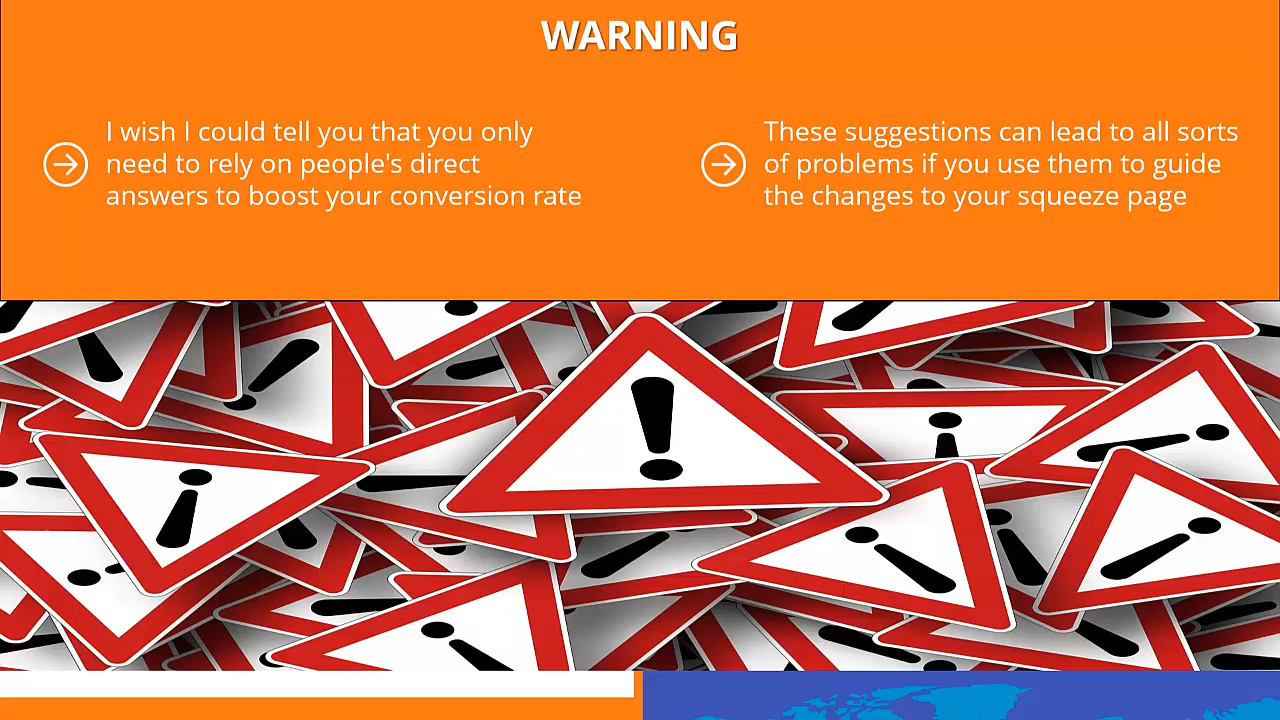 WARNING
I wish I could tell you that you only
need to rely on people's direct
answers to boost your conversion rate
These suggestions can lead to all sorts
of problems if you use them to guide
the changes to your squeeze page